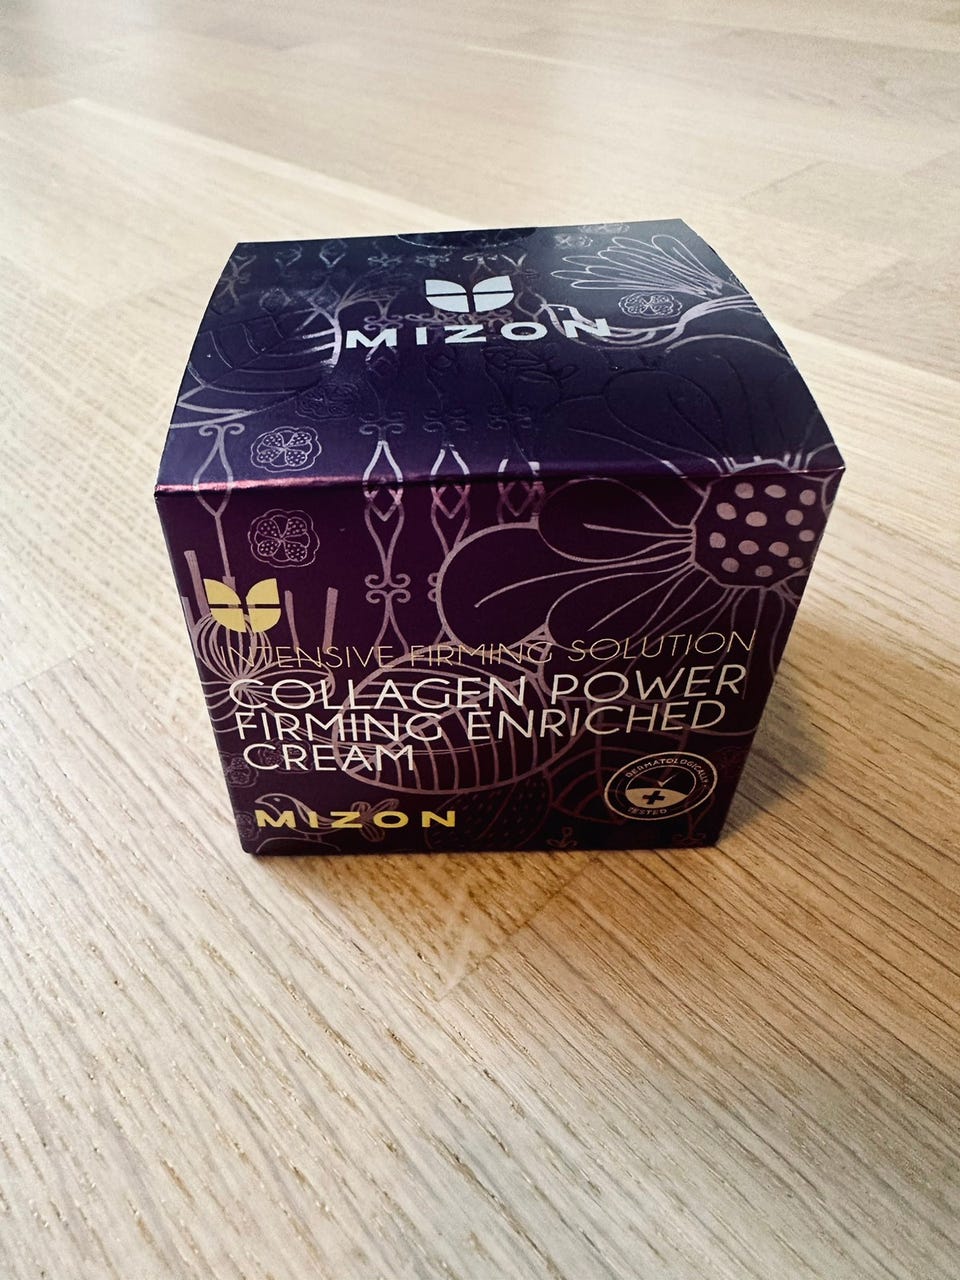 MIZON
INTENSIVE FIRMING SOLUTION
COLLAGEN POWER
FIRMING ENRICHED
CREAM
MIZON
DERMATOLOGICALLY
TESTED